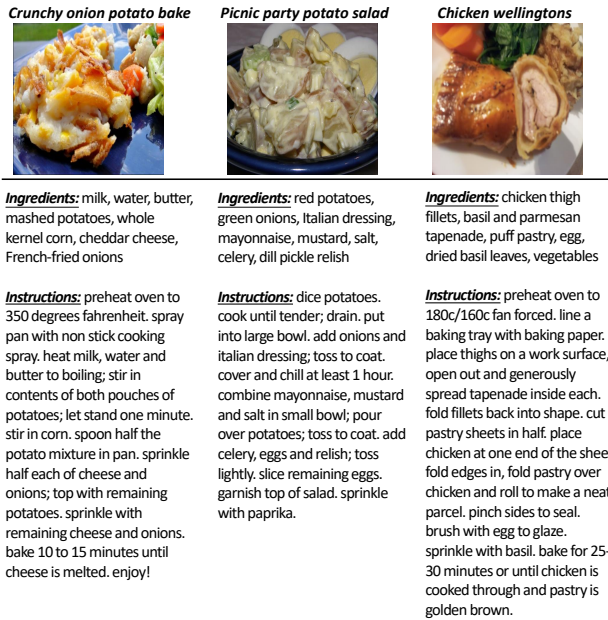 Crunchy onion potato bake
Ingredients: milk, water, butter,
mashed potatoes, whole
kernel corn, cheddar cheese,
French-fried onions
Instructions: preheat oven to
350 degrees fahrenheit. spray
pan with non stick cooking
spray. heat milk, water and
butter to boiling; stir in
contents of both pouches of
potatoes; let stand one minute.
stir in corn. spoon half the
potato mixture in pan. sprinkle
half each of cheese and
onions; top with remaining
potatoes. sprinkle with
remaining cheese and onions.
bake 10 to 15 minutes until
cheese is melted. enjoy!
Picnic party potato salad
Ingredients: red potatoes,
green onions, Italian dressing,
mayonnaise, mustard, salt,
celery, dill pickle relish
Instructions: dice potatoes.
cook until tender; drain. put
into large bowl. add onions and
italian dressing; toss to coat.
cover and chill at least 1 hour.
combine mayonnaise, mustard
and salt in small bowl; pour
over potatoes; toss to coat. add
celery, eggs and relish; toss
lightly. slice remaining eggs.
garnish top of salad. sprinkle
with paprika.
Chicken wellingtons
Ingredients: chicken thigh
fillets, basil and parmesan
tapenade, puff pastry, egg,
dried basil leaves, vegetables
Instructions: preheat oven to
180c/160c fan forced. line a
baking tray with baking paper.
place thighs on a work surface,
open out and generously
spread tapenade inside each.
fold fillets back into shape. cut
pastry sheets in half. place
chicken at one end of the shee
fold edges in, fold pastry over
chicken and roll to make a neat
parcel. pinch sides to seal.
brush with egg to glaze.
sprinkle with basil. bake for 25-
30 minutes or until chicken is
cooked through and pastry is
golden brown.